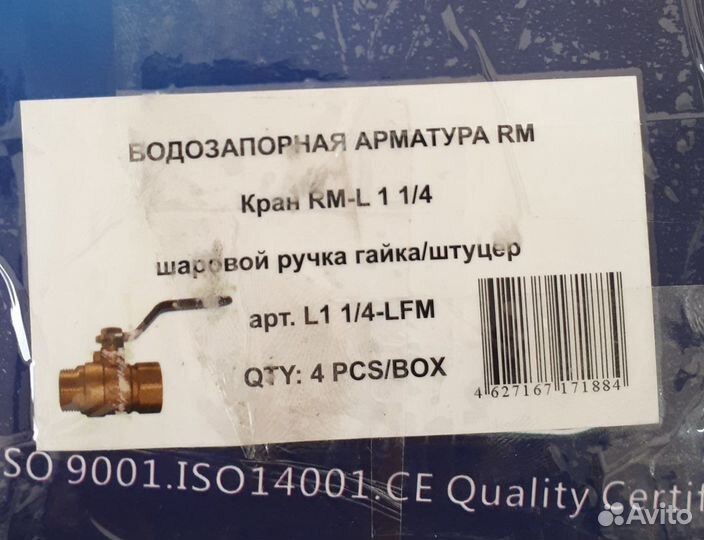 ВОДОЗАПОРНАЯ АРМАТУРА RM
Кран RM-L 1 1/4
шаровой ручка гайка/штуцер
арт. L1 1/4-LFM
QTY: 4 PCS/BOX
4 627167 171884
SO 9001.ISO14001.CE Quality Certif
Avito